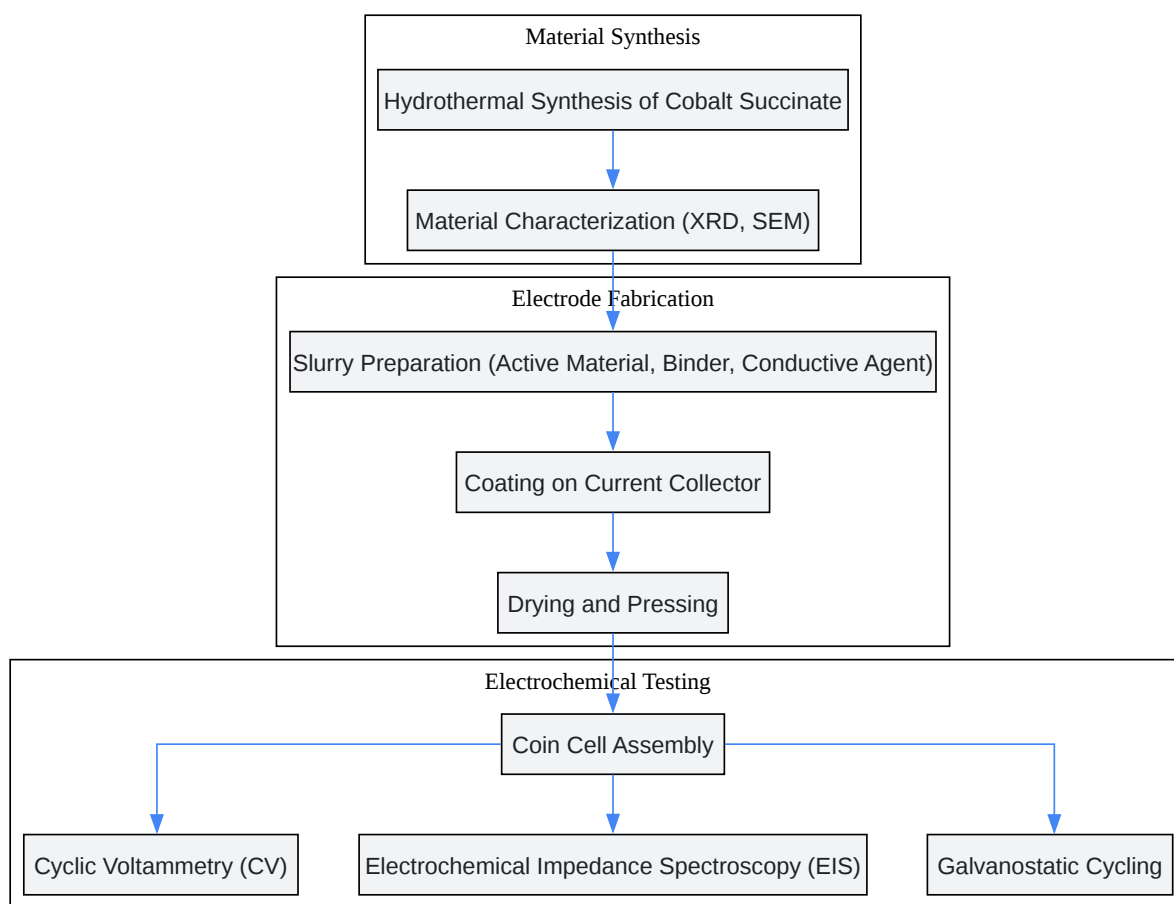 Material Synthesis
Hydrothermal Synthesis of Cobalt Succinate
Material Characterization (XRD, SEM)
Electrode Fabrication
Slurry Preparation (Active Material, Binder, Conductive Agent)
Coating on Current Collector
Drying and Pressing
Electrochemical Testing
Coin Cell Assembly
Cyclic Voltammetry (CV)
Electrochemical Impedance Spectroscopy (EIS)
Galvanostatic Cycling